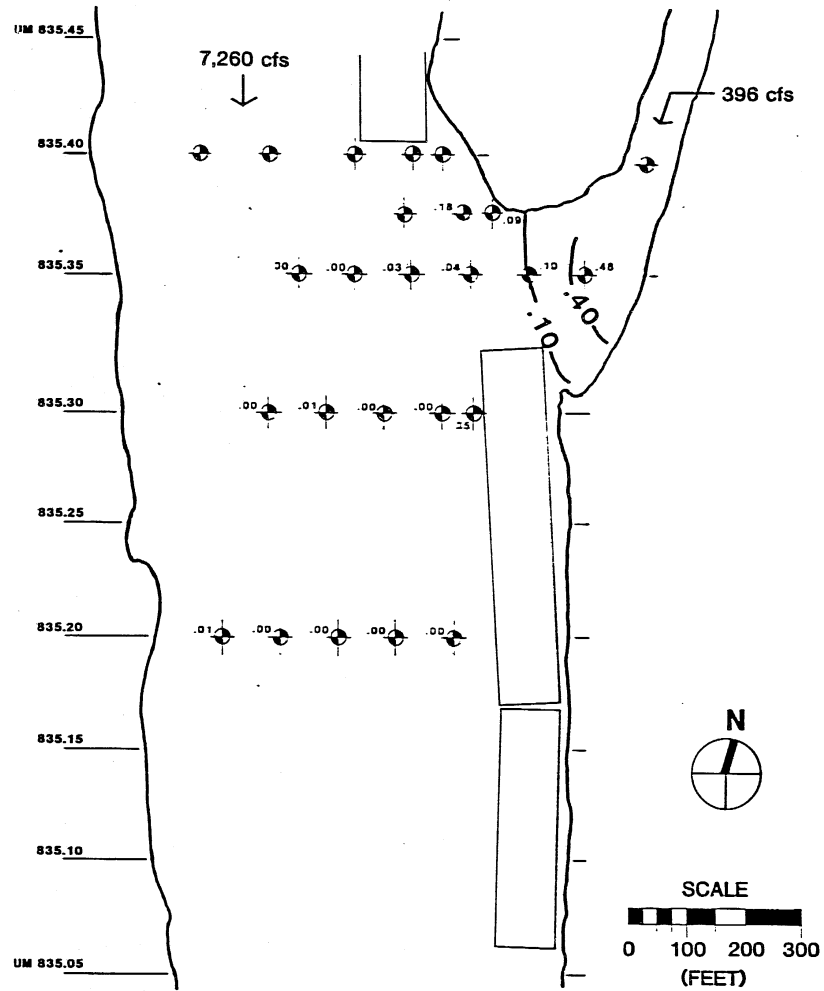 UM 835.45
7,260 cfs
396 cfs
835.40
.18
.09
835.35
.00 .03 .04 .10 .48
.40
.10
835.30
.00 .01 .00 .00
835.25
835.20
.01 .00 .00 .00 .00
835.15
N
835.10
SCALE
0 100 200 300
(FEET)
UM 835.05